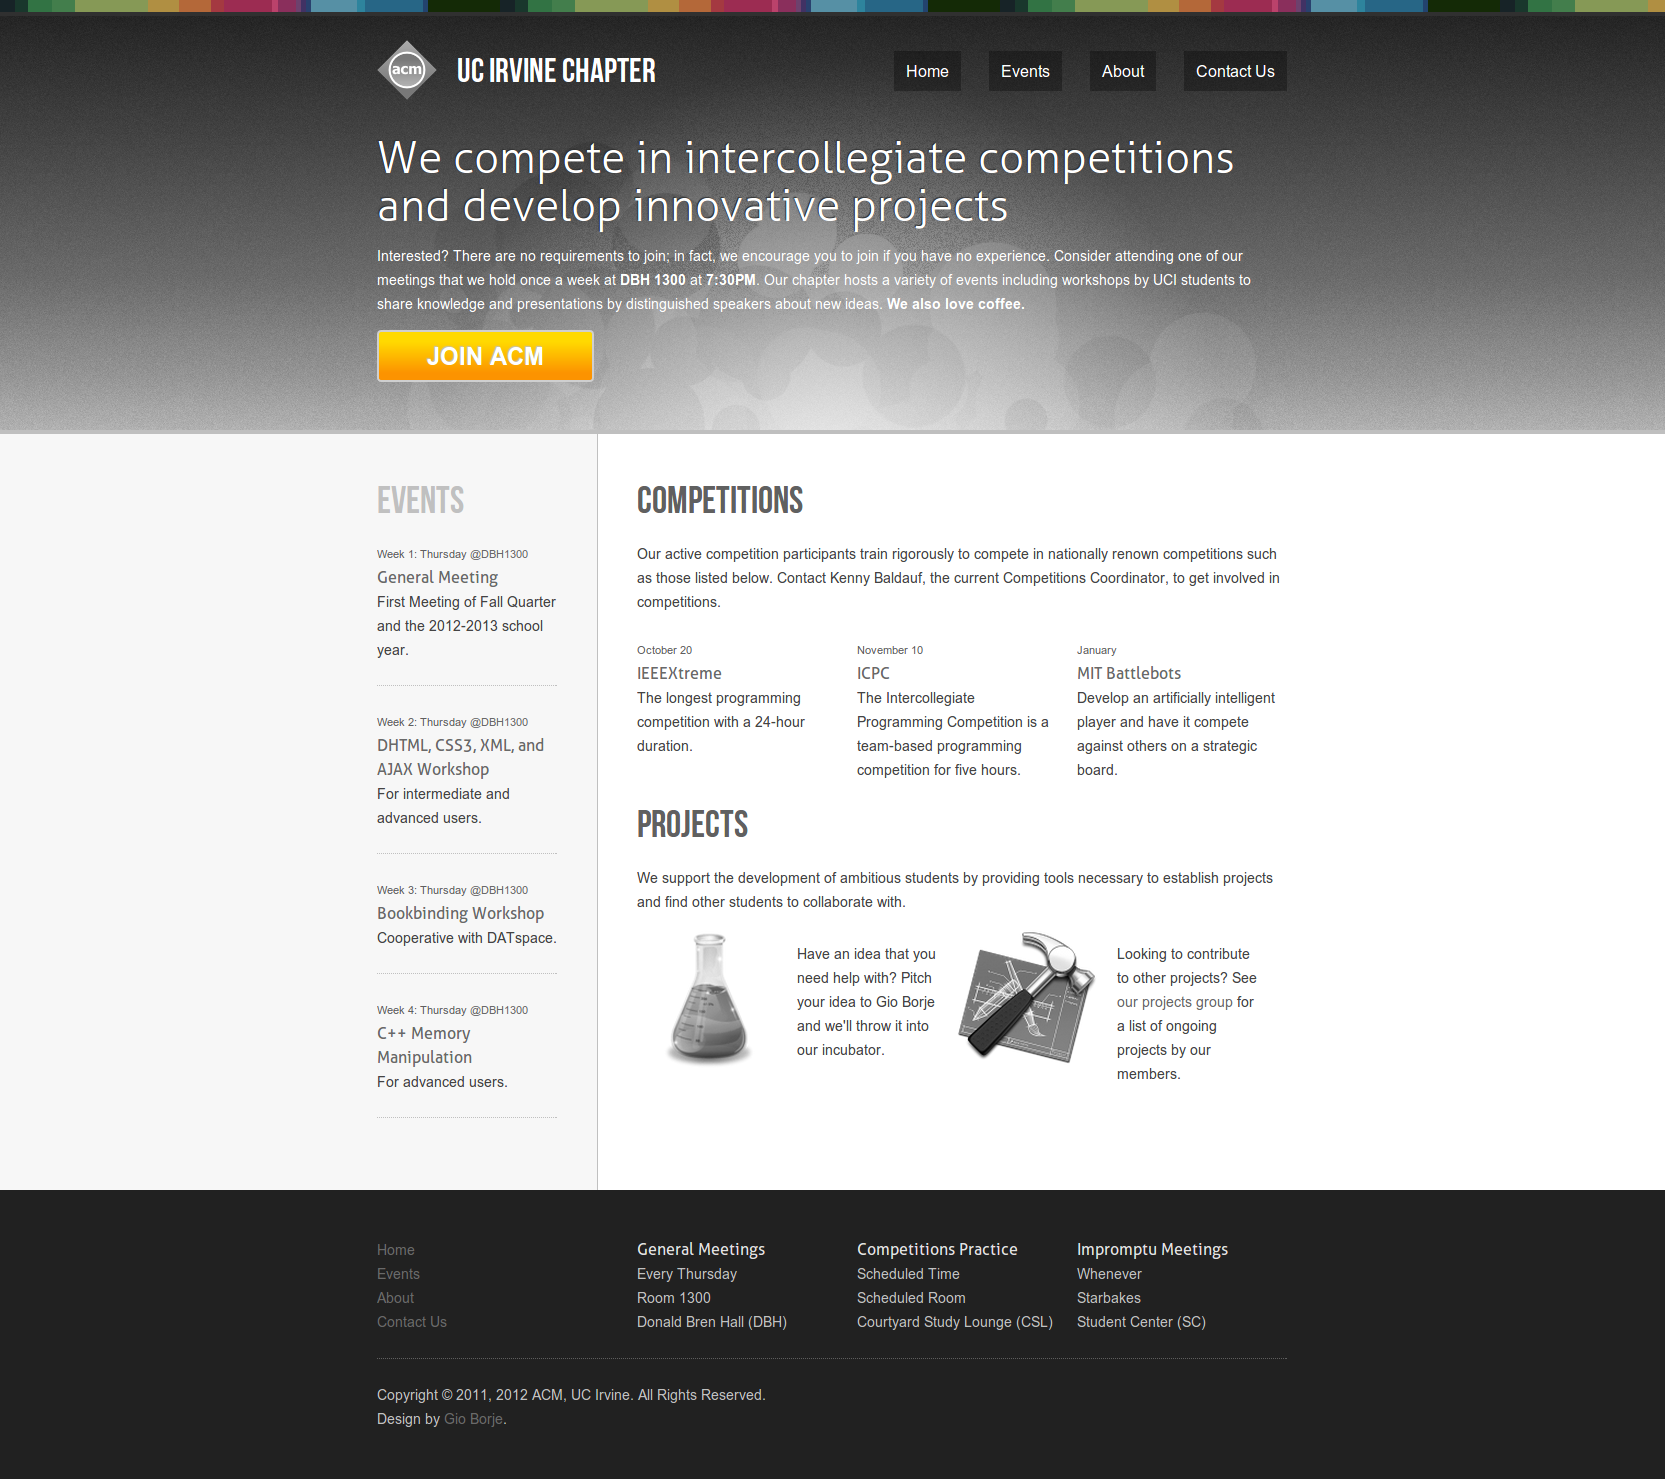 acm
UC IRVINE CHAPTER
Home
Events
About
Contact Us
We compete in intercollegiate competitions
and develop innovative projects
Interested? There are no requirements to join; in fact, we encourage you to join if you have no experience. Consider attending one of our
meetings that we hold once a week at DBH 1300 at 7:30PM. Our chapter hosts a variety of events including workshops by UCI students to
share knowledge and presentations by distinguished speakers about new ideas. We also love coffee.
JOIN ACM
EVENTS
Week 1: Thursday @DBH1300
General Meeting
First Meeting of Fall Quarter
and the 2012-2013 school
year.
Week 2: Thursday @DBH1300
DHTML, CSS3, XML, and
AJAX Workshop
For intermediate and
advanced users.
Week 3: Thursday @DBH1300
Bookbinding Workshop
Cooperative with DATspace.
Week 4: Thursday @DBH1300
C++ Memory
Manipulation
For advanced users.
COMPETITIONS
Our active competition participants train rigorously to compete in nationally renown competitions such
as those listed below. Contact Kenny Baldauf, the current Competitions Coordinator, to get involved in
competitions.
October 20
IEEEXtreme
The longest programming
competition with a 24-hour
duration.
November 10
ICPC
The Intercollegiate
Programming Competition is a
team-based programming
competition for five hours.
January
MIT Battlebots
Develop an artificially intelligent
player and have it compete
against others on a strategic
board.
PROJECTS
We support the development of ambitious students by providing tools necessary to establish projects
and find other students to collaborate with.
Have an idea that you
need help with? Pitch
your idea to Gio Borje
and we'll throw it into
our incubator.
Looking to contribute
to other projects? See
our projects group for
a list of ongoing
projects by our
members.
Home
Events
About
Contact Us
General Meetings
Every Thursday
Room 1300
Donald Bren Hall (DBH)
Competitions Practice
Scheduled Time
Scheduled Room
Courtyard Study Lounge (CSL)
Impromptu Meetings
Whenever
Starbakes
Student Center (SC)
Copyright © 2011, 2012 ACM, UC Irvine. All Rights Reserved.
Design by Gio Borje.